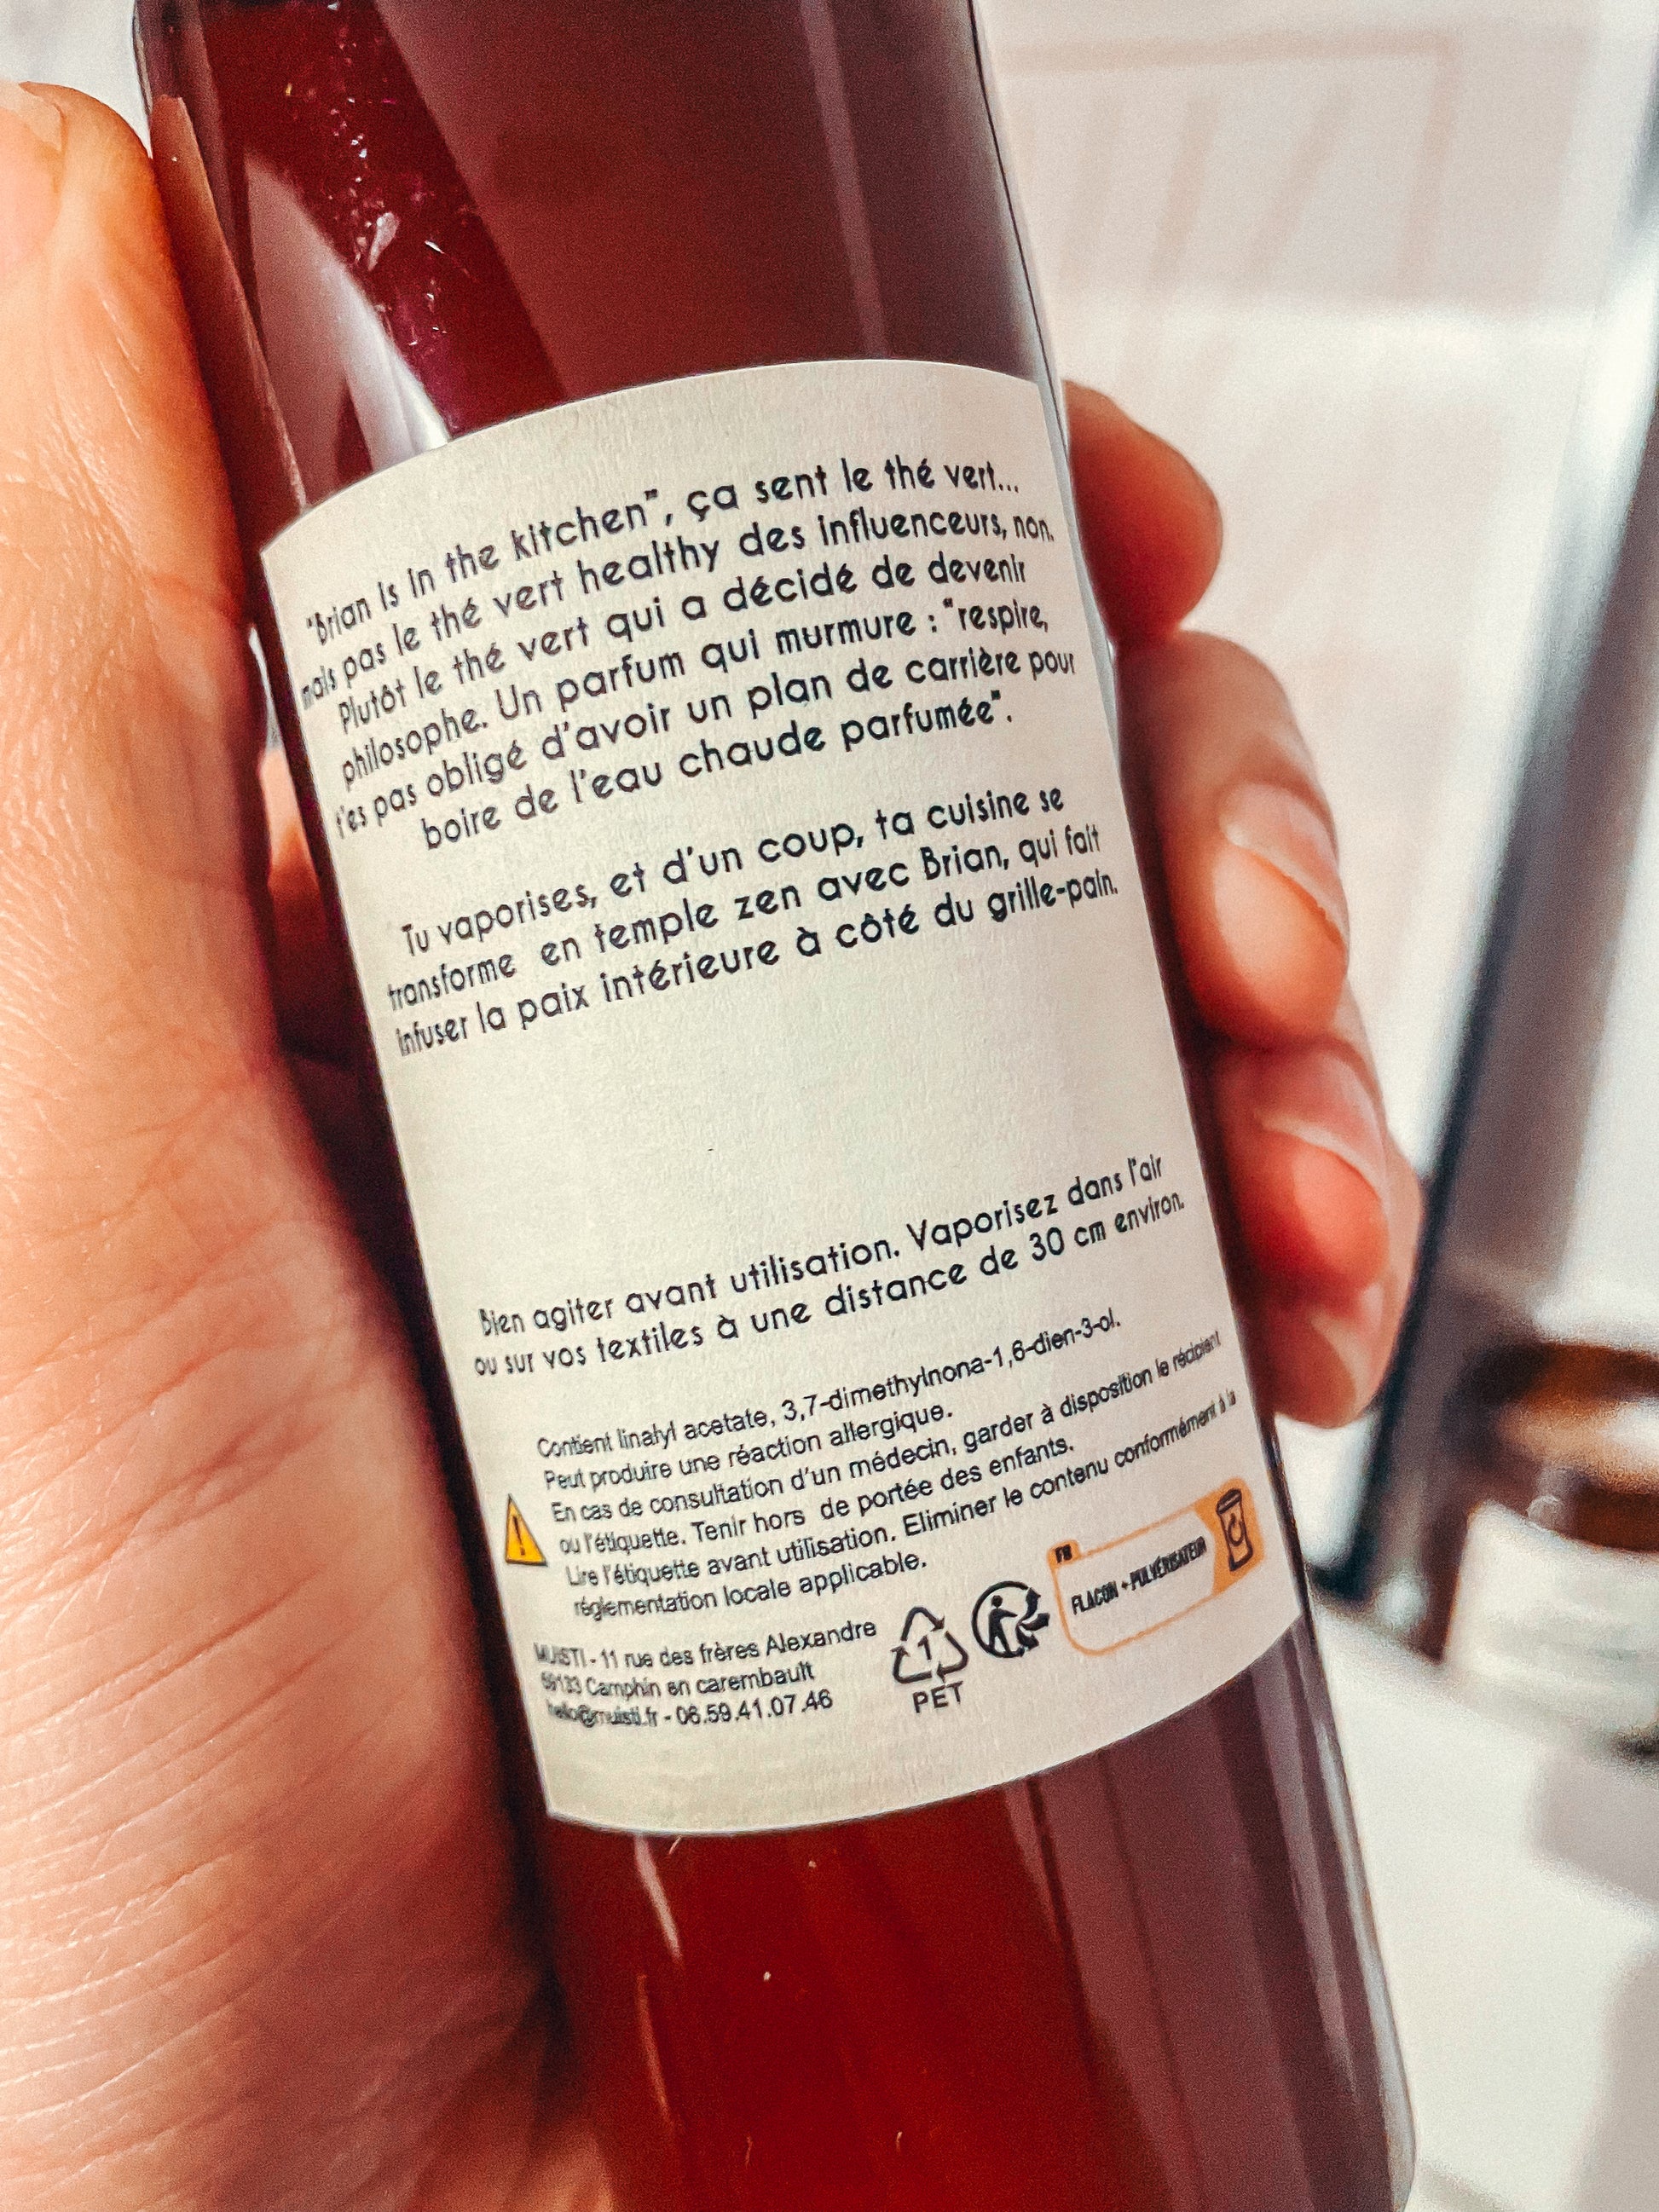 "Brian is in the kitchen", ça sent le thé vert...
mais pas le thé vert healthy des influenceurs, non.
Plutôt le thé vert qui a décidé de devenir
philosophe. Un parfum qui murmure : "respire,
t'es pas obligé d'avoir un plan de carrière pour
boire de l'eau chaude parfumée".
Tu vaporises, et d'un coup, ta cuisine se
transforme en temple zen avec Brian, qui fait
infuser la paix intérieure à côté du grille-pain.
Bien agiter avant utilisation. Vaporisez dans l'air
ou sur vos textiles à une distance de 30 cm environ.
Contient linalyl acetate, 3,7-dimethylnona-1,6-dien-3-ol.
Peut produire une réaction allergique.
En cas de consultation d'un médecin, garder à disposition le récipient
ou l'étiquette. Tenir hors de portée des enfants.
Lire l'étiquette avant utilisation. Eliminer le contenu conformément à la
réglementation locale applicable.
MUISTI - 11 rue des frères Alexandre
59133 Camphin en carembault
hello@muisti.fr - 06.59.41.07.46
1
PET
FR
FLACON + PULVÉRISATEUR